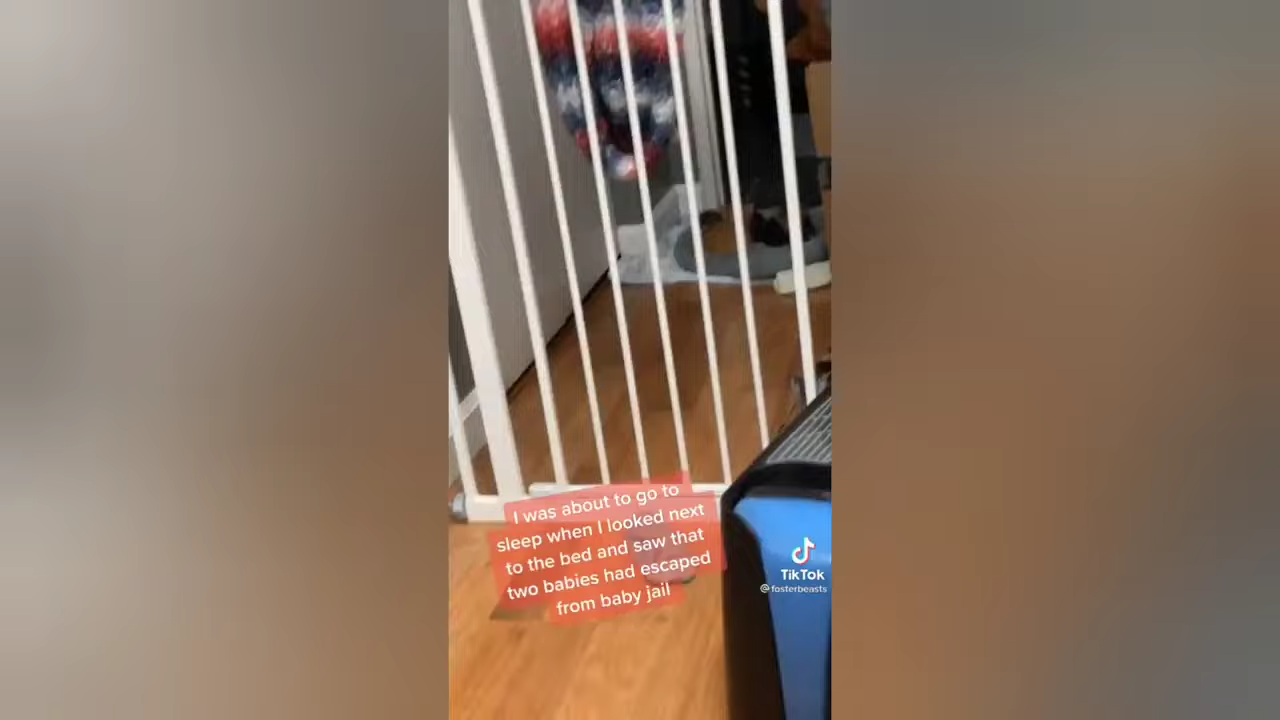 I was about to go to
sleep when I looked next
to the bed and saw that
two babies had escaped
from baby jail
TikTok
@fosterbeasts